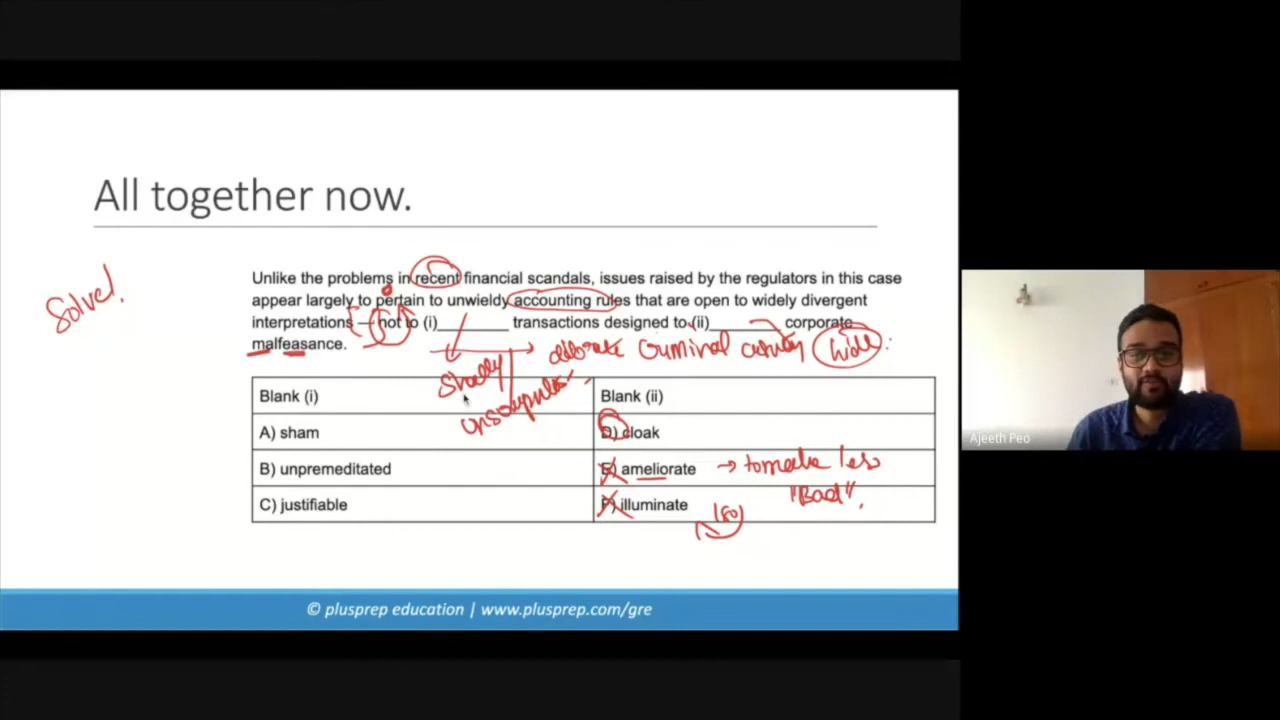 All together now.
Solve!
Unlike the problems in recent financial scandals, issues raised by the regulators in this case
appear largely to pertain to unwieldy accounting rules that are open to widely divergent
interpretations — not to (i)________ transactions designed to (ii)________ corporate
malfeasance.
Criminal activity hide
Blank (i) Blank (ii)
A) sham D) cloak
B) unpremeditated E) ameliorate → to make less
"Bad".
C) justifiable F) illuminate
180
Ajeeth Peo
© plusprep education | www.plusprep.com/gre